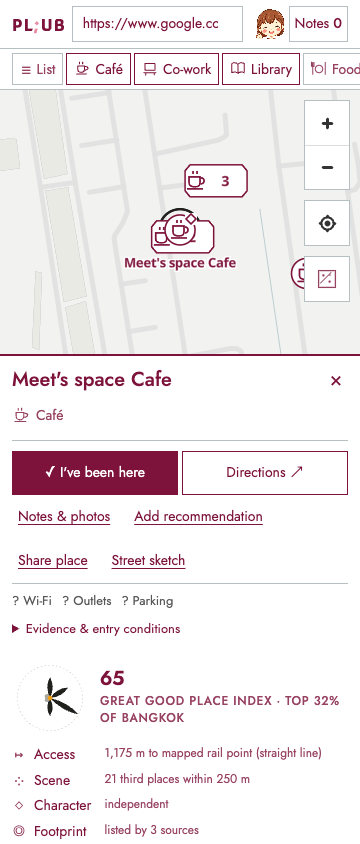 PL;UB
https://www.google.cc
Notes 0
List
Café
Co-work
Library
Food
3
Meet's space Cafe
Meet's space Cafe
Café
✓ I've been here
Directions ↗
Notes & photos
Add recommendation
Share place
Street sketch
? Wi-Fi ? Outlets ? Parking
▶ Evidence & entry conditions
65
GREAT GOOD PLACE INDEX · TOP 32%
OF BANGKOK
Access 1,175 m to mapped rail point (straight line)
Scene 21 third places within 250 m
Character independent
Footprint listed by 3 sources